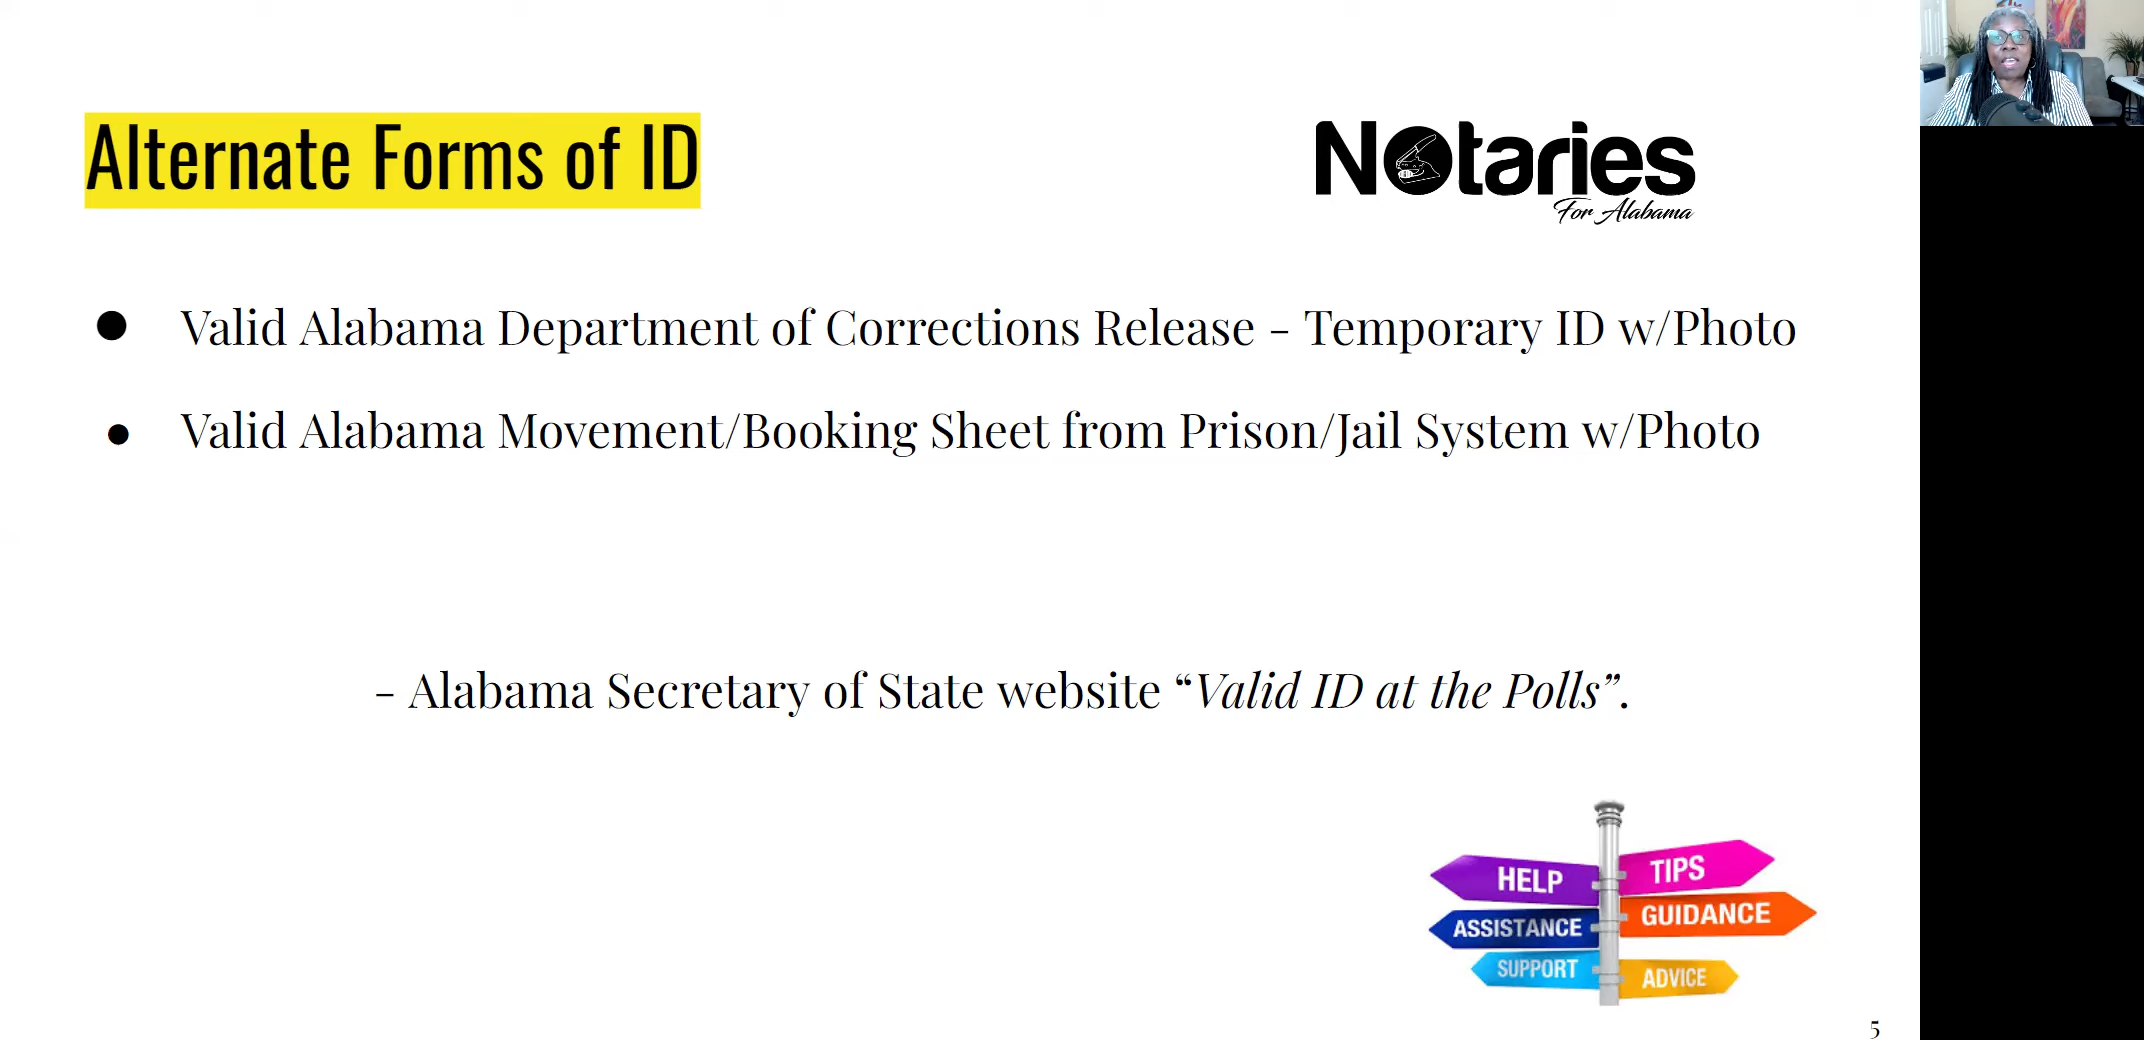 Alternate Forms of ID
Notaries
For Alabama
● Valid Alabama Department of Corrections Release - Temporary ID w/Photo
● Valid Alabama Movement/Booking Sheet from Prison/Jail System w/Photo
- Alabama Secretary of State website “Valid ID at the Polls”.
HELP
TIPS
ASSISTANCE
GUIDANCE
SUPPORT
ADVICE
5